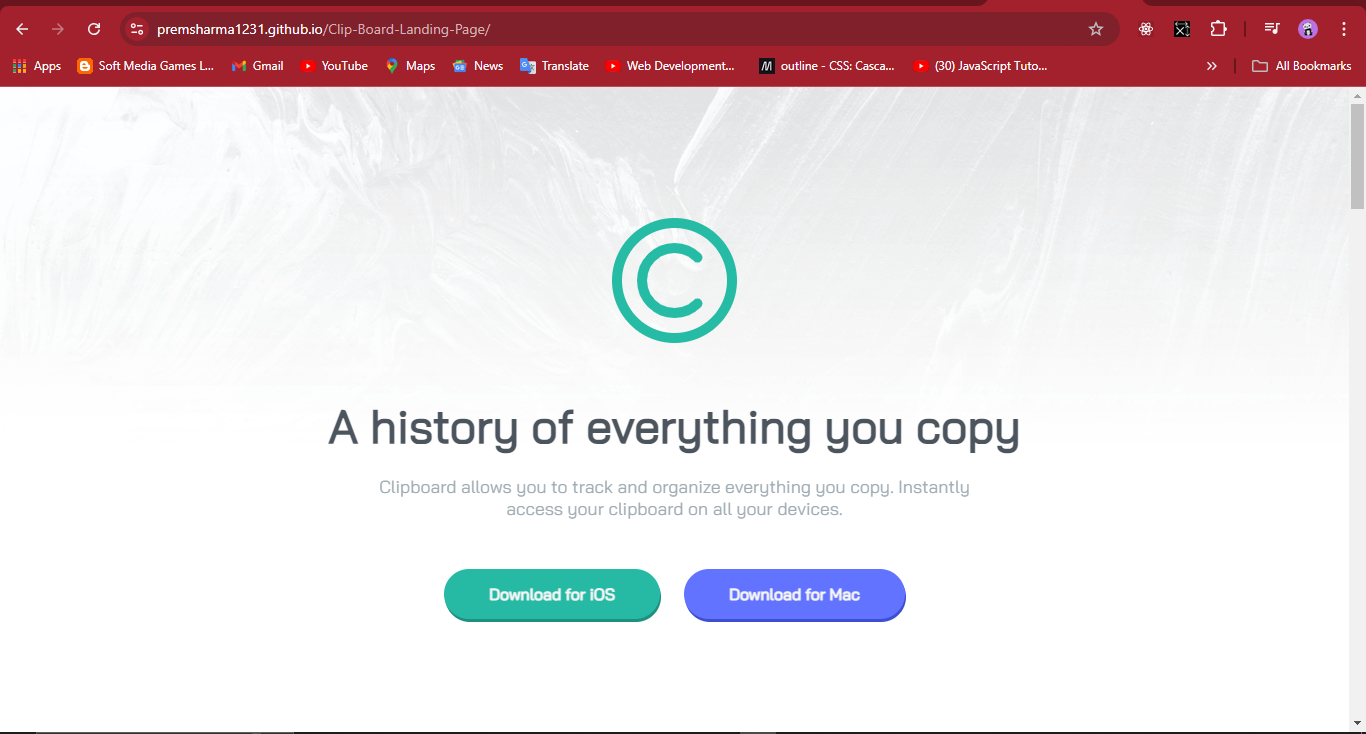 premsharma1231.github.io/Clip-Board-Landing-Page/
Apps Soft Media Games L... Gmail YouTube Maps News Translate Web Development... outline - CSS: Casca... (30) JavaScript Tuto... All Bookmarks
A history of everything you copy
Clipboard allows you to track and organize everything you copy. Instantly
access your clipboard on all your devices.
Download for iOS Download for Mac